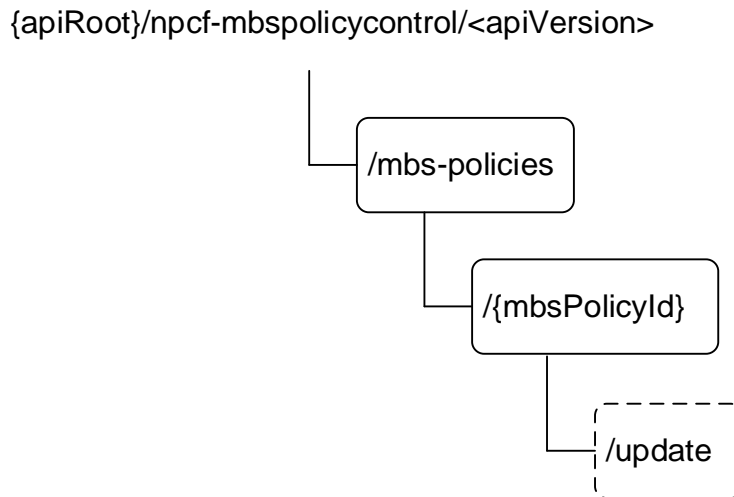 {apiRoot}/npcf-mbspolicycontrol/<apiVersion>
/mbs-policies
/{mbsPolicyId}
/update